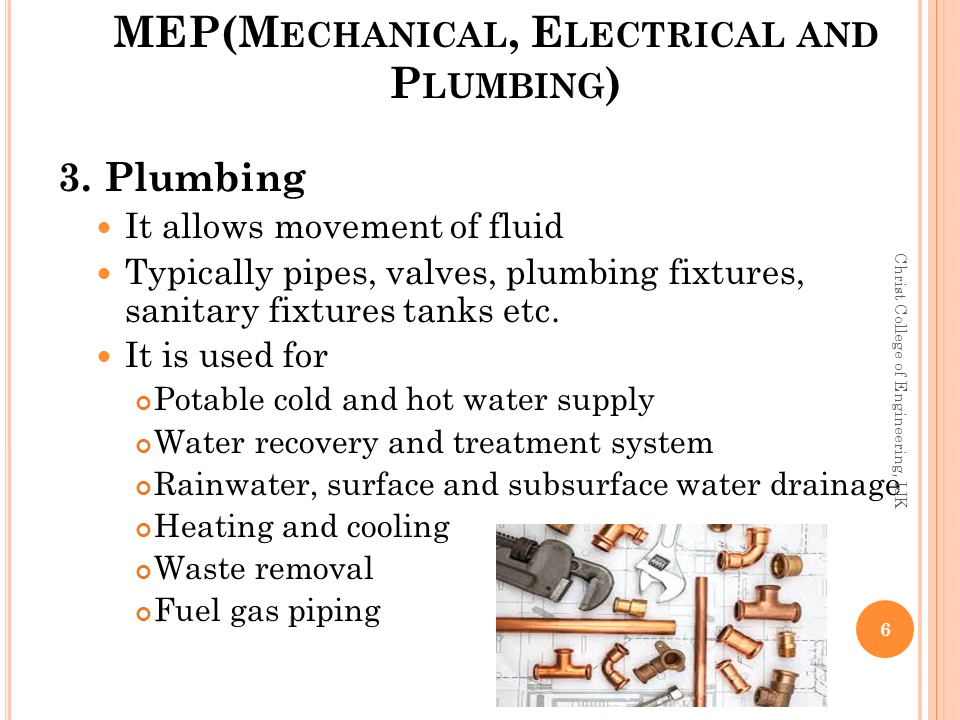 MEP(MECHANICAL, ELECTRICAL AND
PLUMBING)
3. Plumbing
• It allows movement of fluid
• Typically pipes, valves, plumbing fixtures,
sanitary fixtures tanks etc.
• It is used for
Potable cold and hot water supply
Water recovery and treatment system
Rainwater, surface and subsurface water drainage
Heating and cooling
Waste removal
Fuel gas piping
Christ College of Engineering, IJK
6